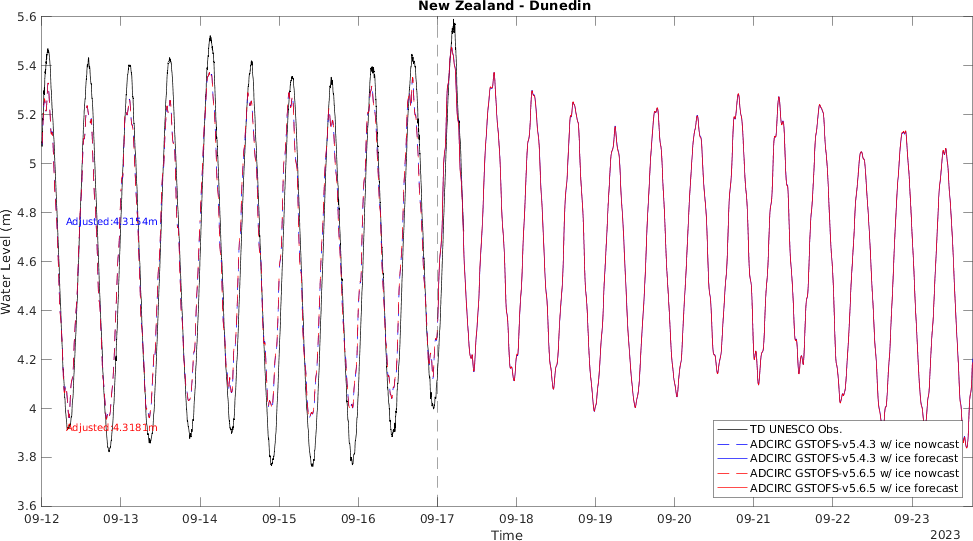 New Zealand - Dunedin
Water Level (m)
5.6
5.4
5.2
5
4.8
4.6
4.4
4.2
4
3.8
3.6
Adjusted:4.3154m
Adjusted:4.3181m
TD UNESCO Obs.
ADCIRC GSTOFS-v5.4.3 w/ ice nowcast
ADCIRC GSTOFS-v5.4.3 w/ ice forecast
ADCIRC GSTOFS-v5.6.5 w/ ice nowcast
ADCIRC GSTOFS-v5.6.5 w/ ice forecast
09-12 09-13 09-14 09-15 09-16 09-17 09-18 09-19 09-20 09-21 09-22 09-23
Time
2023